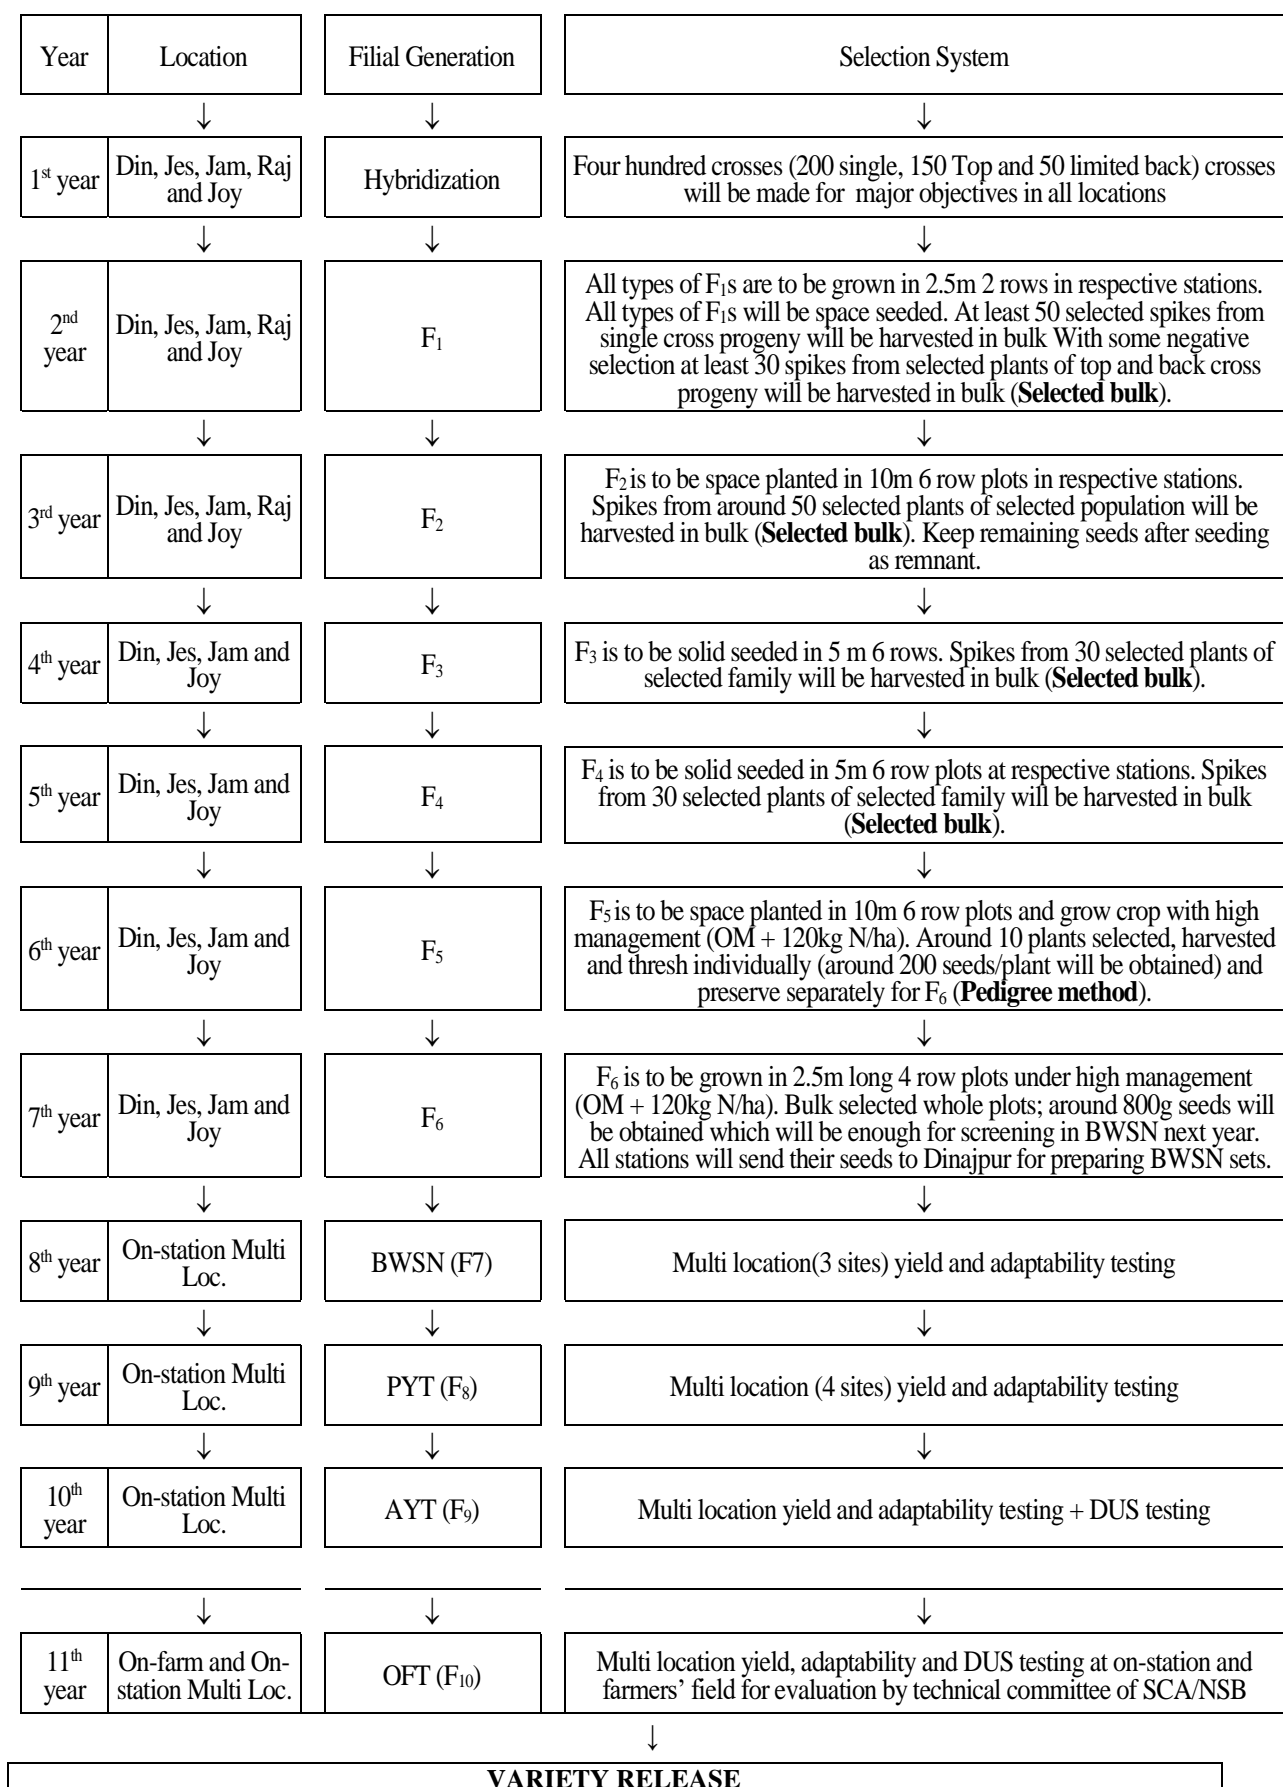 Year Location Filial Generation Selection System
↓ ↓ ↓
1st year Din, Jes, Jam, Raj and Joy Hybridization Four hundred crosses (200 single, 150 Top and 50 limited back) crosses
will be made for major objectives in all locations
↓ ↓ ↓
2nd year Din, Jes, Jam, Raj and Joy F1 All types of F1s are to be grown in 2.5m 2 rows in respective stations.
All types of F1s will be space seeded. At least 50 selected spikes from
single cross progeny will be harvested in bulk With some negative
selection at least 30 spikes from selected plants of top and back cross
progeny will be harvested in bulk (Selected bulk).
↓ ↓ ↓
3rd year Din, Jes, Jam, Raj and Joy F2 F2 is to be space planted in 10m 6 row plots in respective stations.
Spikes from around 50 selected plants of selected population will be
harvested in bulk (Selected bulk). Keep remaining seeds after seeding
as remnant.
↓ ↓ ↓
4th year Din, Jes, Jam and Joy F3 F3 is to be solid seeded in 5 m 6 rows. Spikes from 30 selected plants of
selected family will be harvested in bulk (Selected bulk).
↓ ↓ ↓
5th year Din, Jes, Jam and Joy F4 F4 is to be solid seeded in 5m 6 row plots at respective stations. Spikes
from 30 selected plants of selected family will be harvested in bulk
(Selected bulk).
↓ ↓ ↓
6th year Din, Jes, Jam and Joy F5 F5 is to be space planted in 10m 6 row plots and grow crop with high
management (OM + 120kg N/ha). Around 10 plants selected, harvested
and thresh individually (around 200 seeds/plant will be obtained) and
preserve separately for F6 (Pedigree method).
↓ ↓ ↓
7th year Din, Jes, Jam and Joy F6 F6 is to be grown in 2.5m long 4 row plots under high management
(OM + 120kg N/ha). Bulk selected whole plots; around 800g seeds will
be obtained which will be enough for screening in BWSN next year.
All stations will send their seeds to Dinajpur for preparing BWSN sets.
↓ ↓ ↓
8th year On-station Multi Loc. BWSN (F7) Multi location(3 sites) yield and adaptability testing
↓ ↓ ↓
9th year On-station Multi Loc. PYT (F8) Multi location (4 sites) yield and adaptability testing
↓ ↓ ↓
10th year On-station Multi Loc. AYT (F9) Multi location yield and adaptability testing + DUS testing
↓ ↓ ↓
11th year On-farm and On-station Multi Loc. OFT (F10) Multi location yield, adaptability and DUS testing at on-station and
farmers' field for evaluation by technical committee of SCA/NSB
↓
VARIETY RELEASE